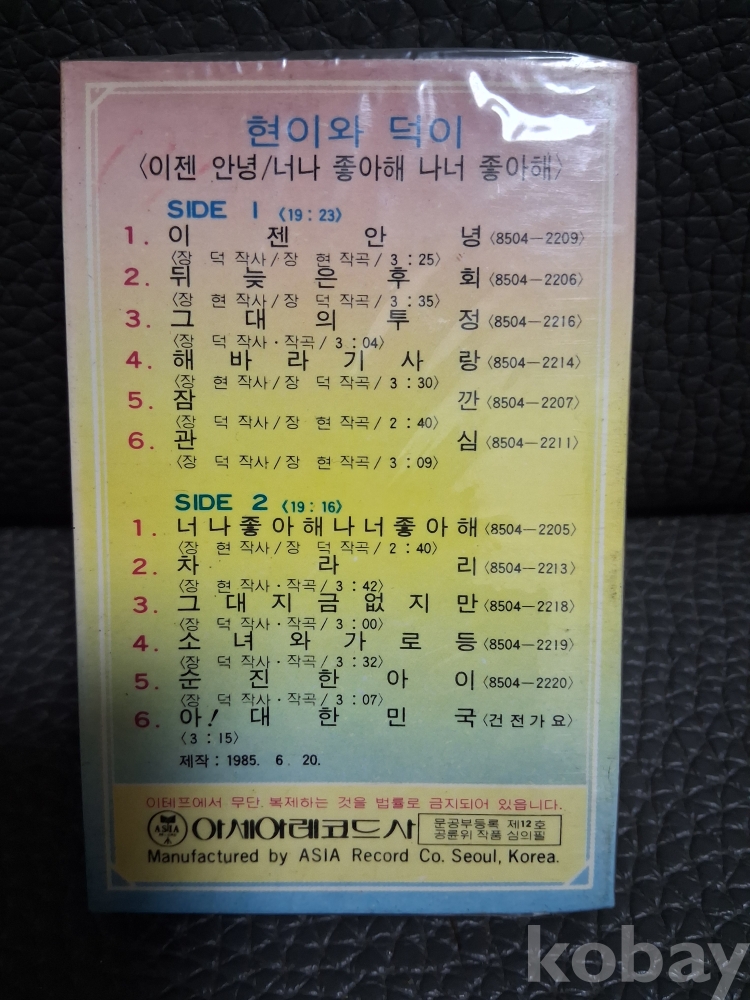 현이와 덕이
〈이젠 안녕/너나 좋아해 나너 좋아해〉
SIDE 1 〈19:23〉
1. 이젠안녕〈8504-2209〉
〈장 덕 작사/장 현 작곡/3:25〉
2. 뒤늦은후회〈8504-2206〉
〈장 현 작사/장 덕 작곡/3:35〉
3. 그대의투정〈8504-2216〉
〈장 덕 작사·작곡/3:04〉
4. 해바라기사랑〈8504-2214〉
〈장 현 작사/장 덕 작곡/3:30〉
5. 잠깐〈8504-2207〉
〈장 덕 작사/장 현 작곡/2:40〉
6. 관심〈8504-2211〉
〈장 덕 작사/장 현 작곡/3:09〉
SIDE 2 〈19:16〉
1. 너나좋아해나너좋아해〈8504-2205〉
〈장 현 작사/장 덕 작곡/2:40〉
2. 차라리〈8504-2213〉
〈장 현 작사·작곡/3:42〉
3. 그대지금없지만〈8504-2218〉
〈장 덕 작사·작곡/3:00〉
4. 소녀와가로등〈8504-2219〉
〈장 덕 작사·작곡/3:32〉
5. 순진한아이〈8504-2220〉
〈장 덕 작사·작곡/3:07〉
6. 아!대한민국〈건전가요〉
〈3:15〉
제작 : 1985. 6. 20.
이테프에서 무단. 복제하는 것을 법률로 금지되어 있읍니다.
ASIA 아세아레코드사
문공부등록 제12호
공륜위 작품 심의필
Manufactured by ASIA Record Co. Seoul, Korea.
kobay